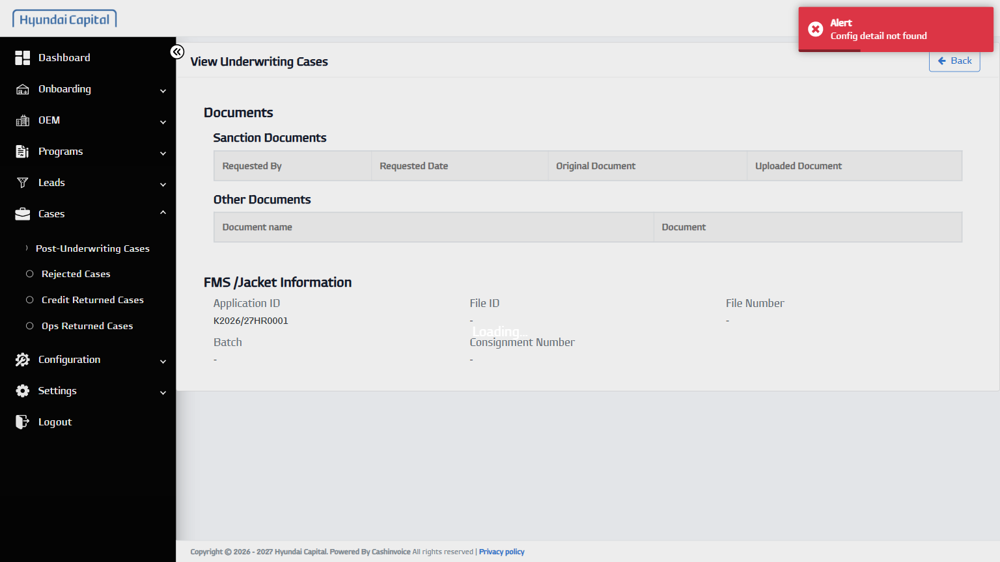 Hyundai Capital
Alert
Config detail not found
Dashboard
Onboarding
OEM
Programs
Leads
Cases
Post-Underwriting Cases
Rejected Cases
Credit Returned Cases
Ops Returned Cases
Configuration
Settings
Logout
View Underwriting Cases
Back
Documents
Sanction Documents
Requested By Requested Date Original Document Uploaded Document
Other Documents
Document name Document
FMS /Jacket Information
Application ID File ID File Number
K2026/27HR0001 - -
Loading...
Batch Consignment Number
- -
Copyright © 2026 - 2027 Hyundai Capital. Powered By Cashinvoice All rights reserved | Privacy policy